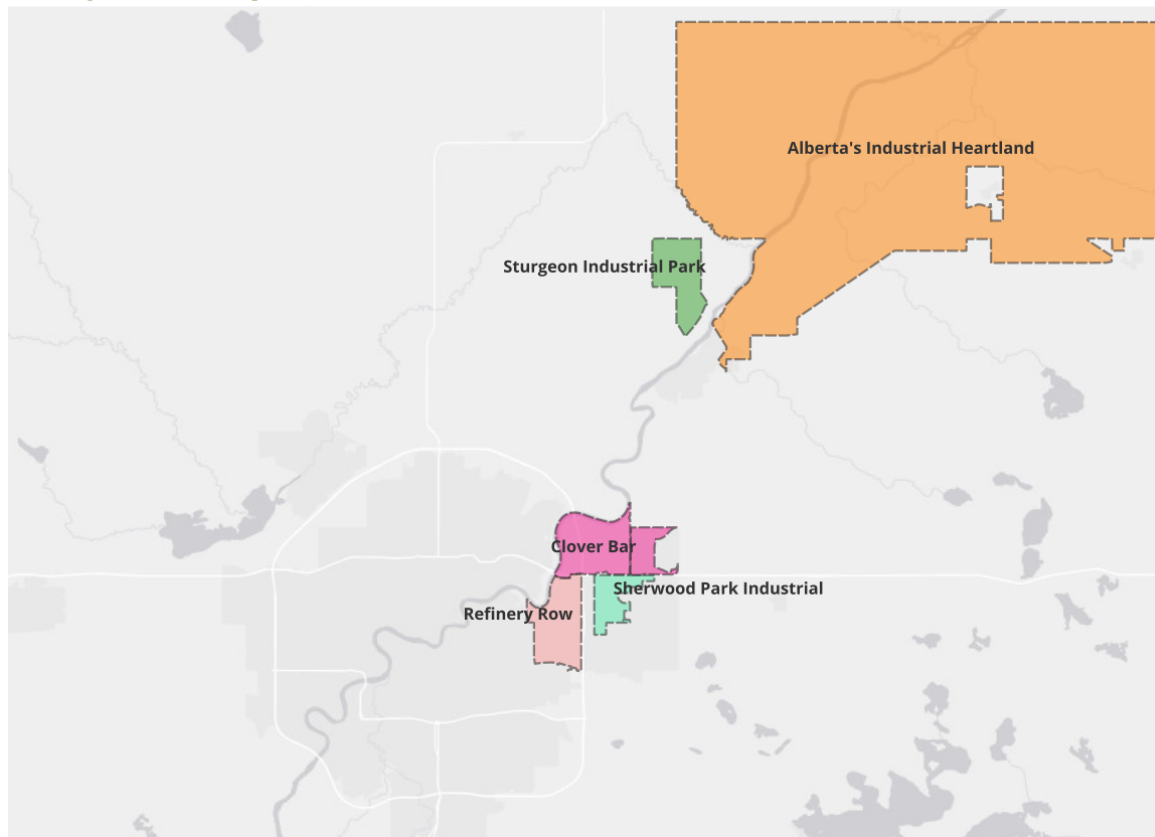 Alberta's Industrial Heartland
Sturgeon Industrial Park
Clover Bar
Sherwood Park Industrial
Refinery Row